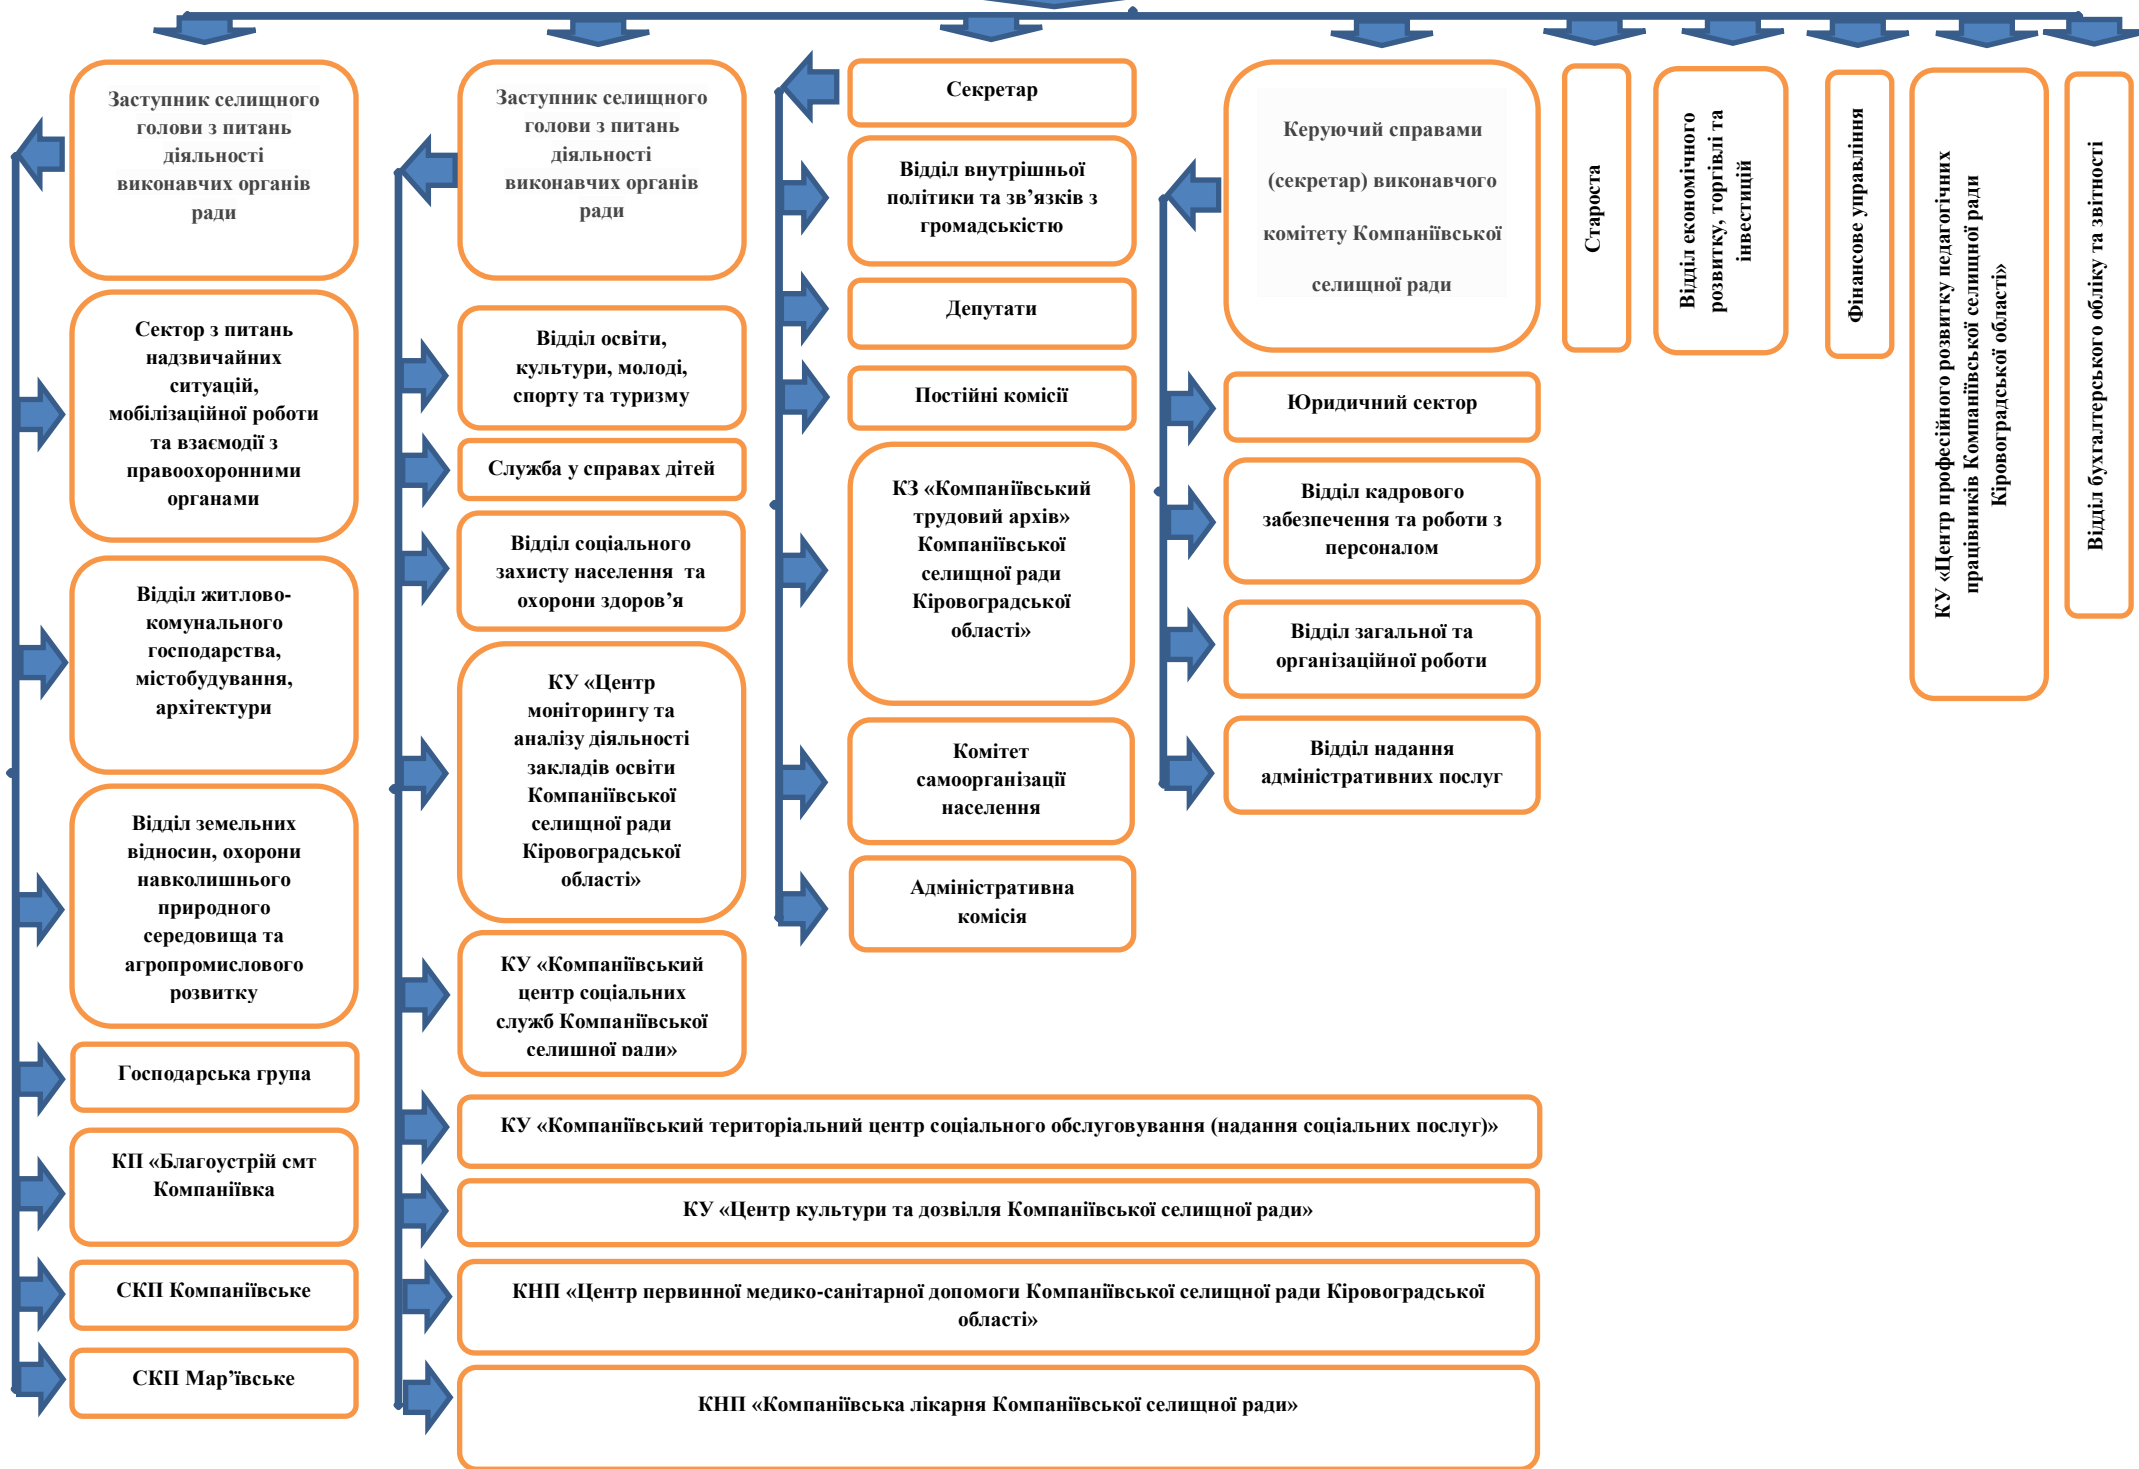 Заступник селищного
голови з питань
діяльності
виконавчих органів
ради
Сектор з питань
надзвичайних
ситуацій,
мобілізаційної роботи
та взаємодії з
правоохоронними
органами
Відділ житлово-
комунального
господарства,
містобудування,
архітектури
Відділ земельних
відносин, охорони
навколишнього
природного
середовища та
агропромислового
розвитку
Господарська група
КП «Благоустрій смт
Компаніївка
СКП Компаніївське
СКП Мар’ївське
Заступник селищного
голови з питань
діяльності
виконавчих органів
ради
Відділ освіти,
культури, молоді,
спорту та туризму
Служба у справах дітей
Відділ соціального
захисту населення та
охорони здоров’я
КУ «Центр
моніторингу та
аналізу діяльності
закладів освіти
Компаніївської
селищної ради
Кіровоградської
області»
КУ «Компаніївський
центр соціальних
служб Компаніївської
селищної ради»
КУ «Компаніївський територіальний центр соціального обслуговування (надання соціальних послуг)»
КУ «Центр культури та дозвілля Компаніївської селищної ради»
КНП «Центр первинної медико-санітарної допомоги Компаніївської селищної ради Кіровоградської
області»
КНП «Компаніївська лікарня Компаніївської селищної ради»
Секретар
Відділ внутрішньої
політики та зв’язків з
громадськістю
Депутати
Постійні комісії
КЗ «Компаніївський
трудовий архів»
Компаніївської
селищної ради
Кіровоградської
області»
Комітет
самоорганізації
населення
Адміністративна
комісія
Керуючий справами
(секретар) виконавчого
комітету Компаніївської
селищної ради
Юридичний сектор
Відділ кадрового
забезпечення та роботи з
персоналом
Відділ загальної та
організаційної роботи
Відділ надання
адміністративних послуг
Староста
Відділ економічного
розвитку, торгівлі та
інвестицій
Фінансове управління
КУ «Центр професійного розвитку педагогічних
працівників Компаніївської селищної ради
Кіровоградської області»
Відділ бухгалтерського обліку та звітності